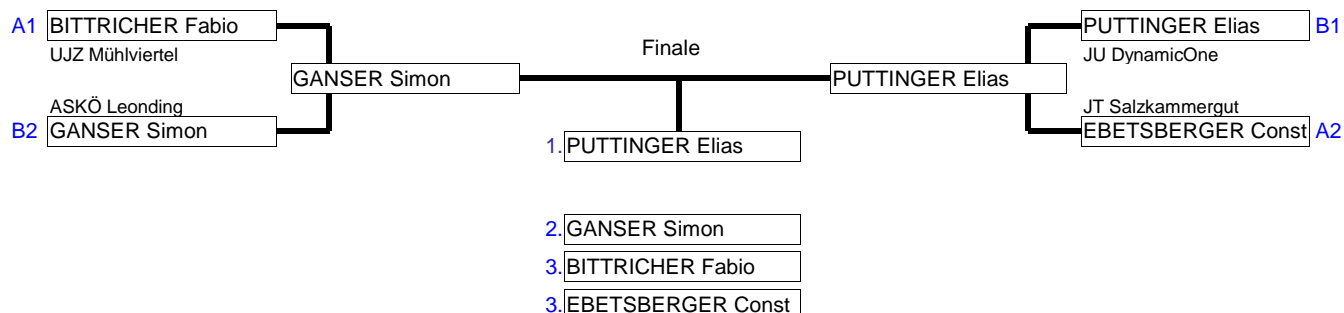 A1 BITTRICHER Fabio
UJZ Mühlviertel
ASKÖ Leonding
B2 GANSER Simon
GANSER Simon
Finale
PUTTINGER Elias
PUTTINGER Elias B1
JU DynamicOne
JT Salzkammergut
EBETSBERGER Const A2
1. PUTTINGER Elias
2. GANSER Simon
3. BITTRICHER Fabio
3. EBETSBERGER Const